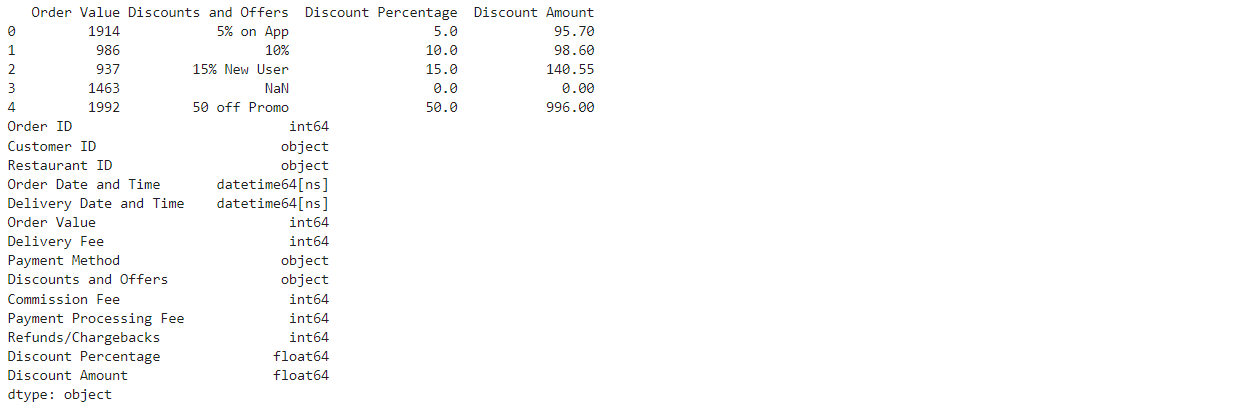 Order Value Discounts and Offers  Discount Percentage  Discount Amount
0         1914            5% on App                  5.0            95.70
1          986                  10%                 10.0            98.60
2          937         15% New User                 15.0           140.55
3         1463                  NaN                  0.0             0.00
4         1992         50 off Promo                 50.0           996.00
Order ID                           int64
Customer ID                       object
Restaurant ID                     object
Order Date and Time       datetime64[ns]
Delivery Date and Time    datetime64[ns]
Order Value                        int64
Delivery Fee                       int64
Payment Method                    object
Discounts and Offers              object
Commission Fee                     int64
Payment Processing Fee             int64
Refunds/Chargebacks                int64
Discount Percentage              float64
Discount Amount                  float64
dtype: object